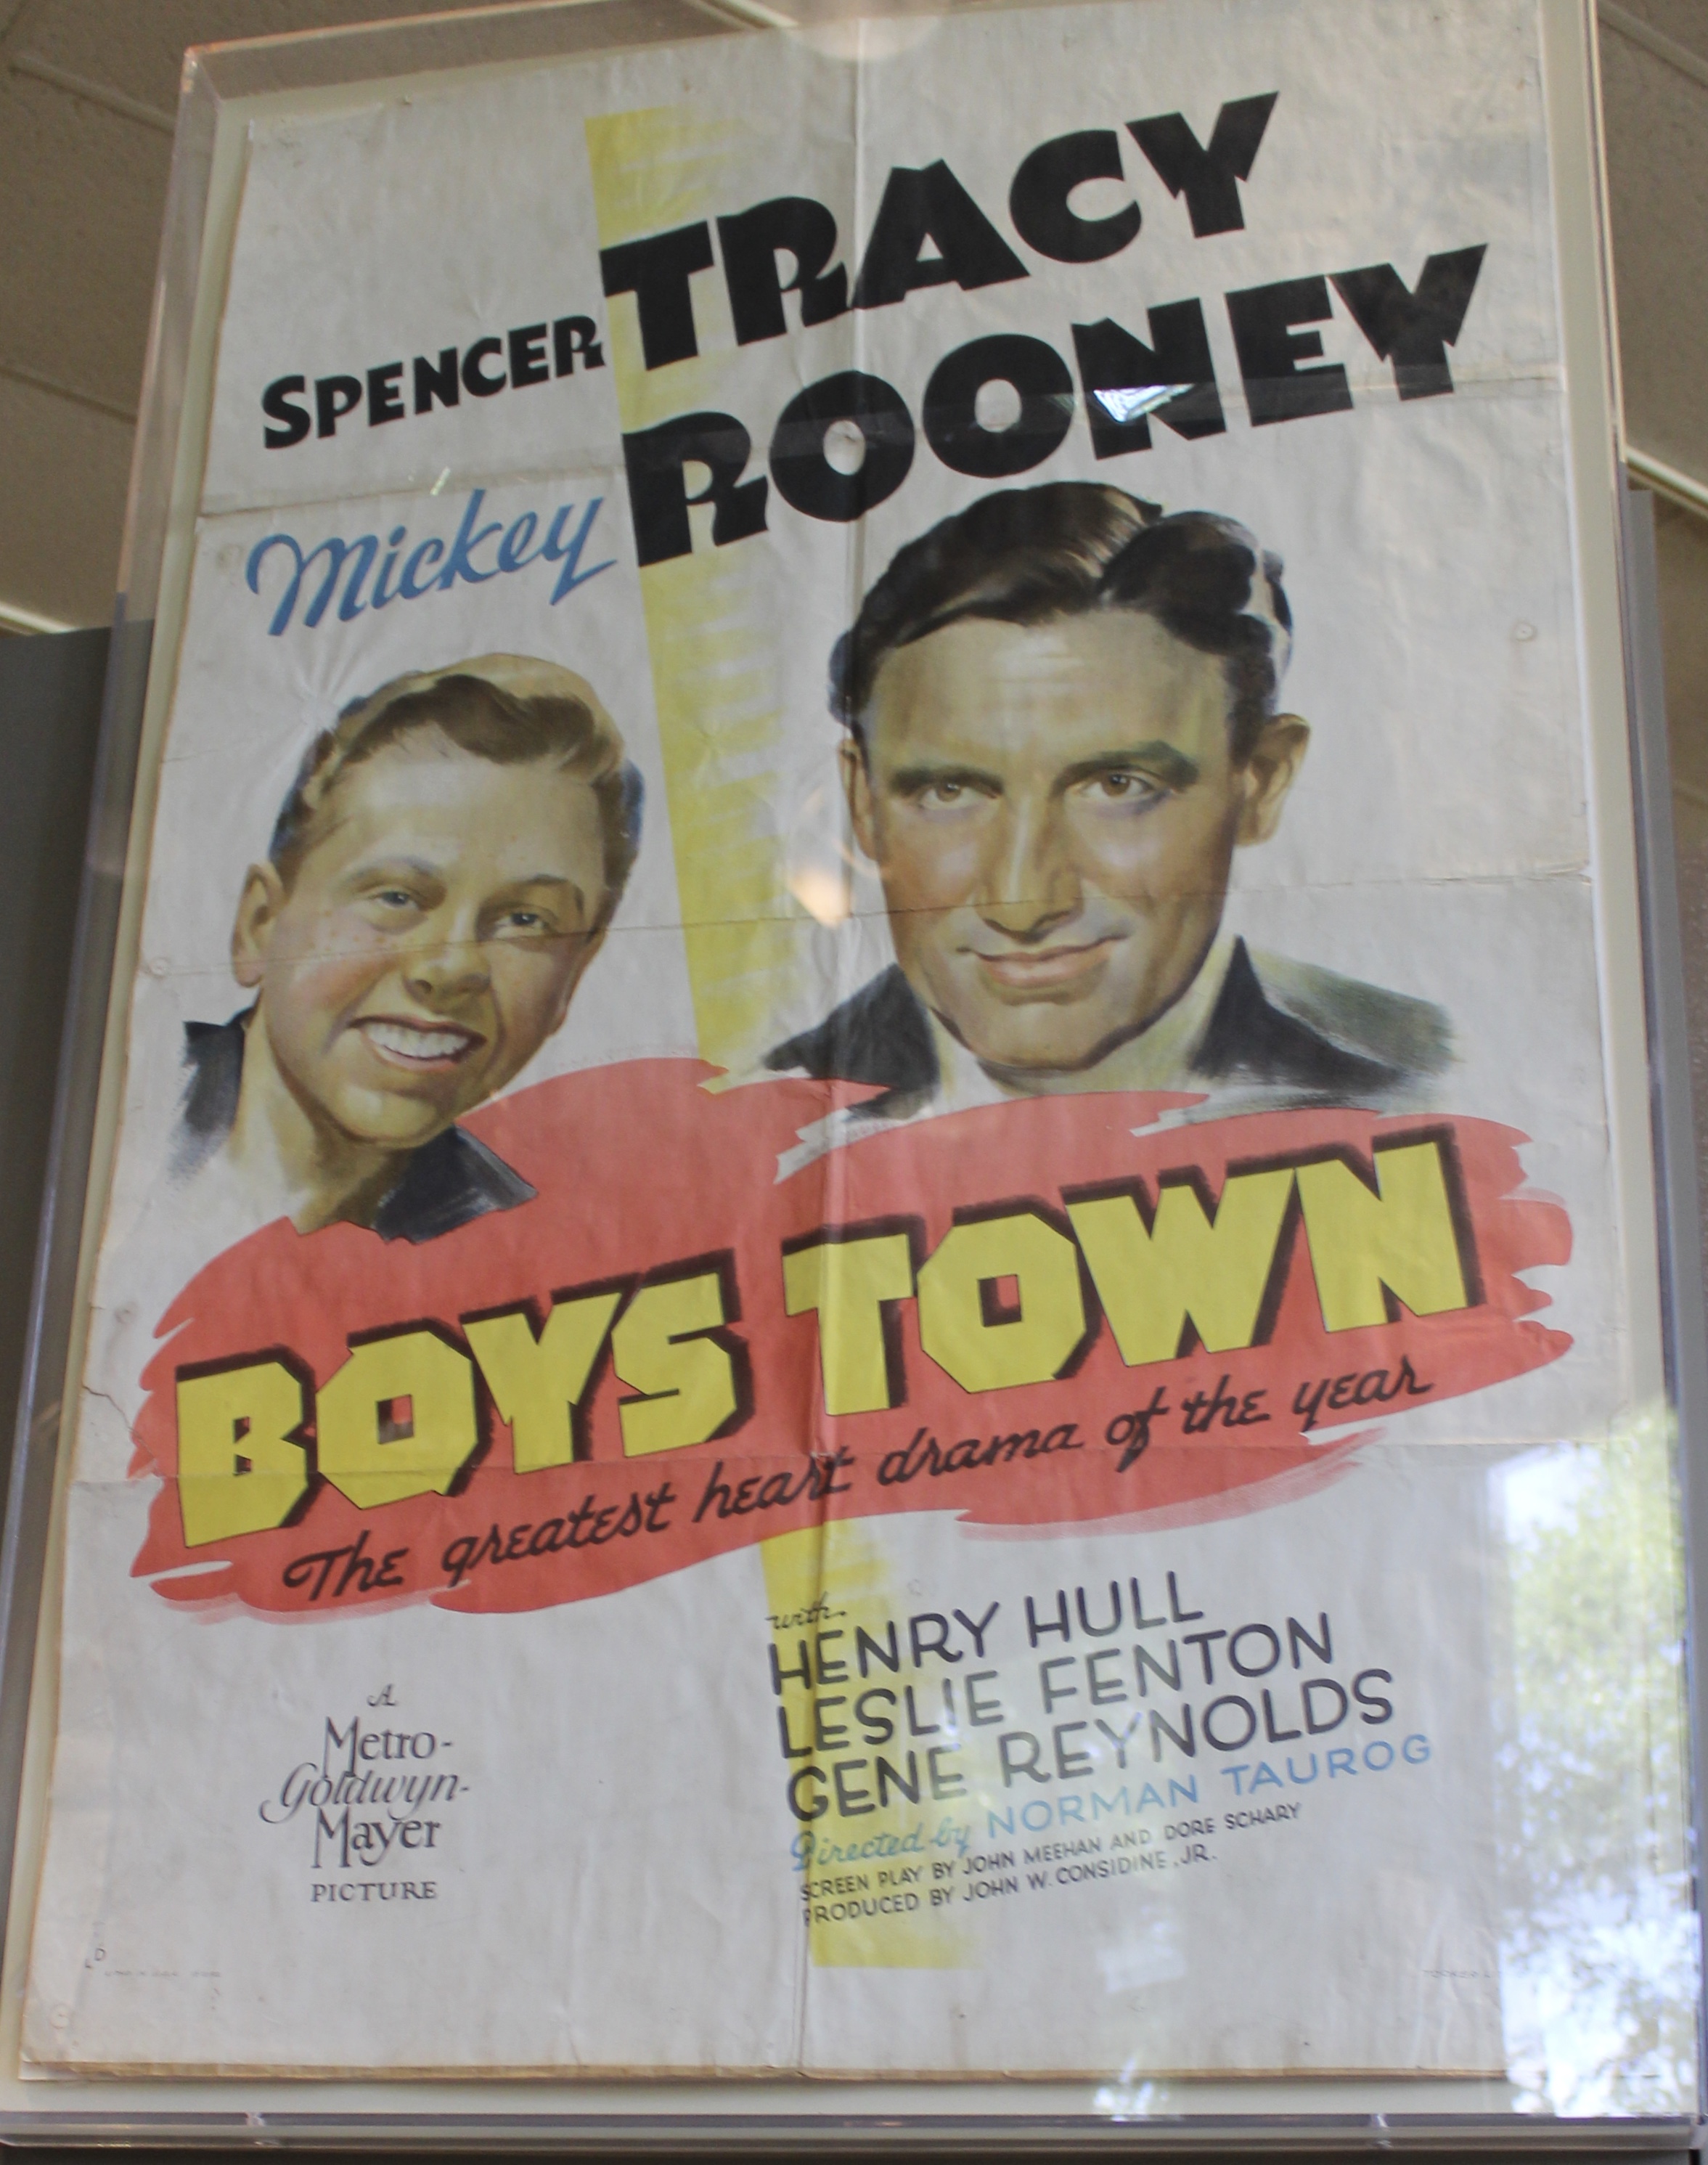 SPENCER TRACY
Mickey ROONEY
BOYS TOWN
The greatest heart drama of the year
with
HENRY HULL
LESLIE FENTON
GENE REYNOLDS
Directed by NORMAN TAUROG
SCREEN PLAY BY JOHN MEEHAN AND DORE SCHARY
PRODUCED BY JOHN W. CONSIDINE, JR.
A
Metro-
Goldwyn-
Mayer
PICTURE